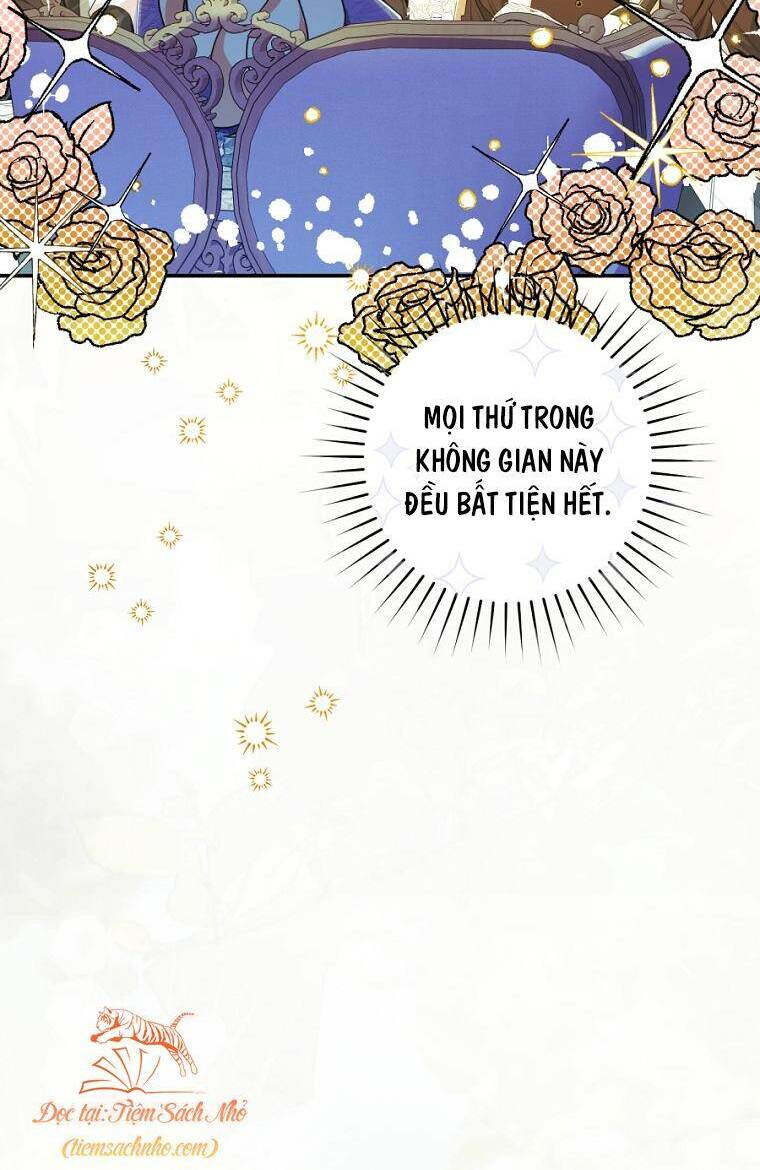 MỌI THỨ TRONG
KHÔNG GIAN NÀY
ĐỀU BẤT TIỆN HẾT.
Đọc tại: Tiệm Sách Nhỏ
(tiemsachnho.com)